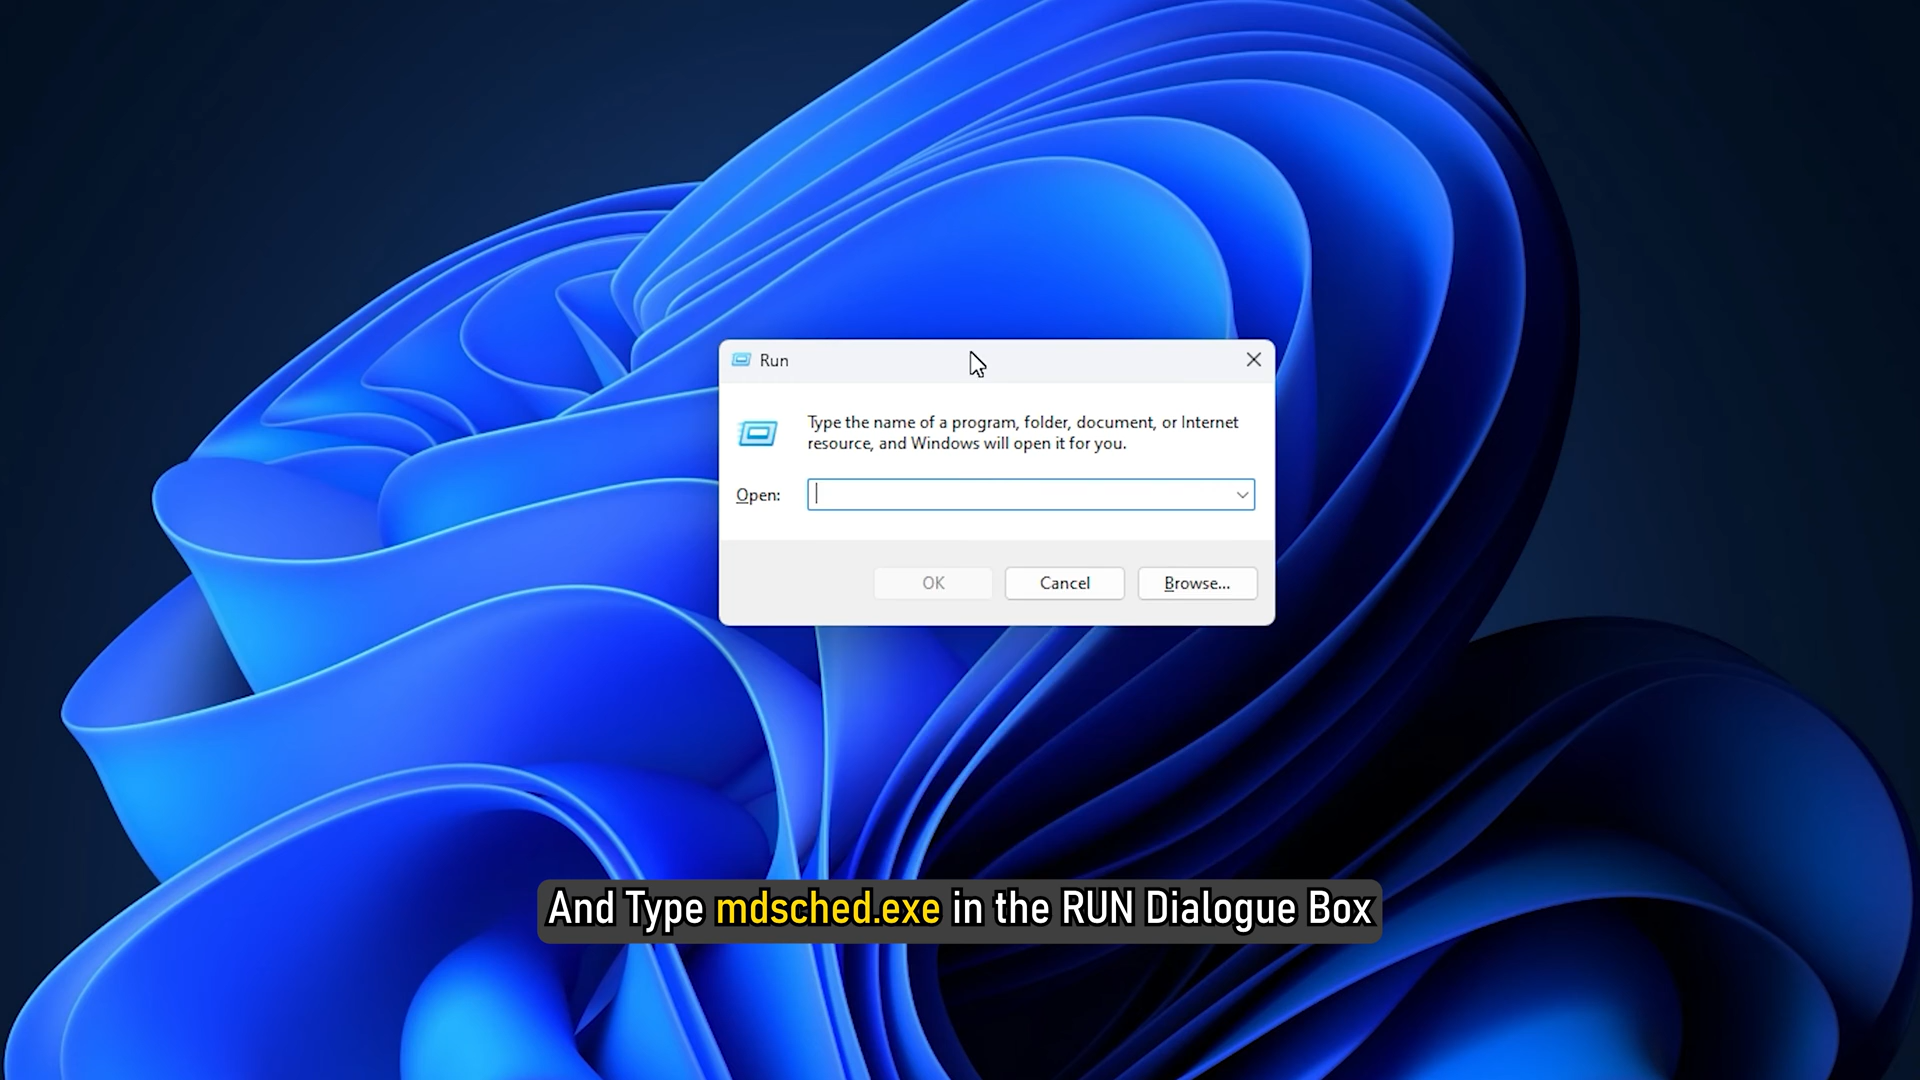 Run
Type the name of a program, folder, document, or Internet
resource, and Windows will open it for you.
Open:
OK
Cancel
Browse...
And Type mdsched.exe in the RUN Dialogue Box